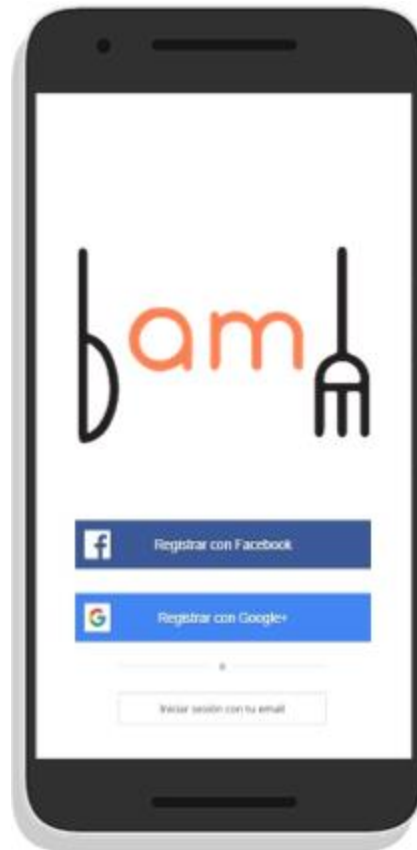 bam
Registrar con Facebook
Registrar con Google+
o
Iniciar sesión con tu email